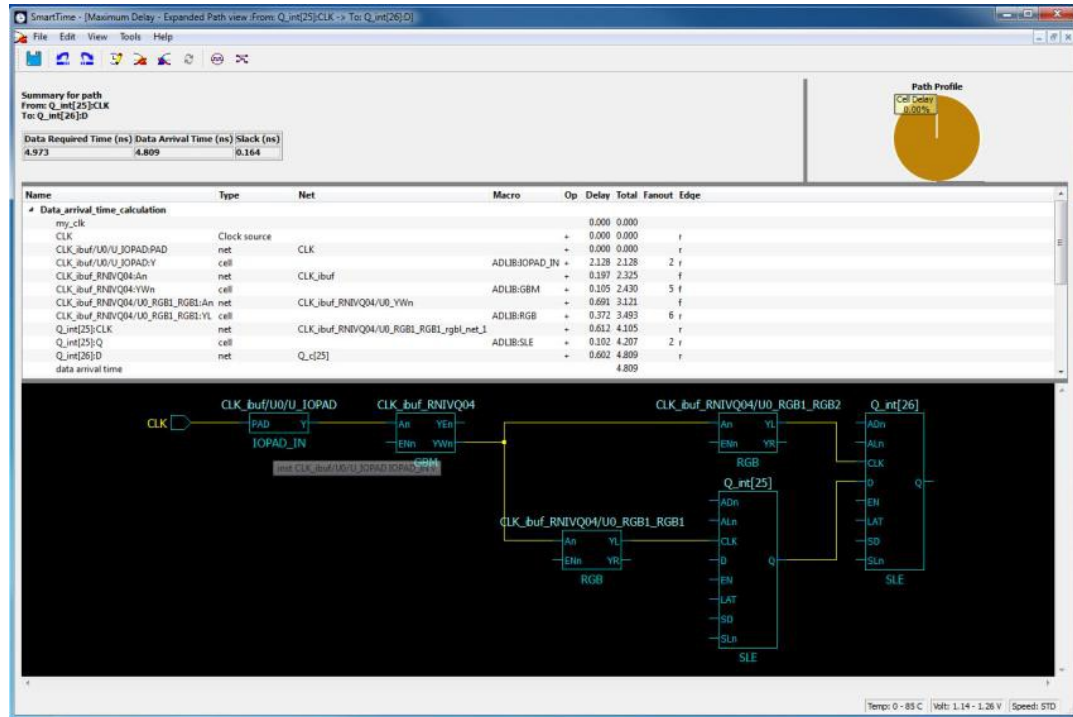 SmartTime - [Maximum Delay - Expanded Path view :From: Q_int[25]:CLK -> To: Q_int[26]:D]
File Edit View Tools Help
Summary for path
From: Q_int[25]:CLK
To: Q_int[26]:D
Data Required Time (ns) Data Arrival Time (ns) Slack (ns)
4.973 4.809 0.164
Path Profile
Cell Delay
0.00%
Name Type Net Macro Op Delay Total Fanout Edge
Data_arrival_time_calculation
my_clk 0.000 0.000
CLK Clock source + 0.000 0.000 r
CLK_ibuf/U0/U_IOPAD:PAD net CLK + 0.000 0.000 r
CLK_ibuf/U0/U_IOPAD:Y cell ADLIB:IOPAD_IN + 2.128 2.128 2 r
CLK_ibuf_RNIVQ04:An net CLK_ibuf + 0.197 2.325 f
CLK_ibuf_RNIVQ04:YWn cell ADLIB:GBM + 0.105 2.430 5 f
CLK_ibuf_RNIVQ04/U0_RGB1_RGB1:An net CLK_ibuf_RNIVQ04/U0_YWn + 0.691 3.121 f
CLK_ibuf_RNIVQ04/U0_RGB1_RGB1:YL cell ADLIB:RGB + 0.372 3.493 6 r
Q_int[25]:CLK net CLK_ibuf_RNIVQ04/U0_RGB1_RGB1_rgbl_net_1 + 0.612 4.105 r
Q_int[25]:Q cell ADLIB:SLE + 0.102 4.207 2 r
Q_int[26]:D net Q_c[25] + 0.602 4.809 r
data arrival time 4.809
CLK_ibuf/U0/U_IOPAD CLK_ibuf_RNIVQ04 CLK_ibuf_RNIVQ04/U0_RGB1_RGB2 Q_int[26]
CLK PAD Y An YEn An YL ADn
IOPAD_IN ENn YWn ENn YR ALn
GBM RGB CLK
inst CLK_ibuf/U0/U_IOPAD:IOPAD_IN
Q_int[25] D Q
ADn EN
CLK_ibuf_RNIVQ04/U0_RGB1_RGB1 ALn LAT
An YL CLK SD
ENn YR D Q SLn
RGB EN SLE
LAT
SD
SLn
SLE
Temp: 0 - 85 C Volt: 1.14 - 1.26 V Speed: STD